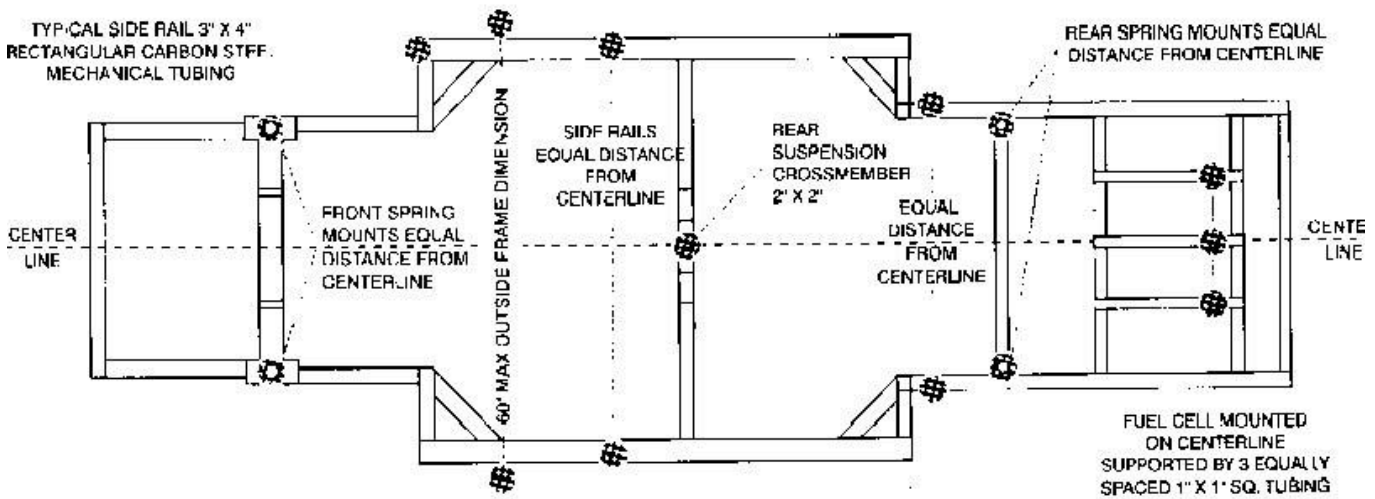 TYPICAL SIDE RAIL 3" X 4"
RECTANGULAR CARBON STEE
MECHANICAL TUBING
REAR SPRING MOUNTS EQUAL
DISTANCE FROM CENTERLINE
60" MAX OUTSIDE FRAME DIMENSION
SIDE RAILS
EQUAL DISTANCE
FROM
CENTERLINE
REAR
SUSPENSION
CROSSMEMBER
2" X 2"
FRONT SPRING
MOUNTS EQUAL
DISTANCE FROM
CENTERLINE
EQUAL
DISTANCE
FROM
CENTERLINE
CENTER
LINE
CENTE
LINE
FUEL CELL MOUNTED
ON CENTERLINE
SUPPORTED BY 3 EQUALLY
SPACED 1" X 1" SQ. TUBING